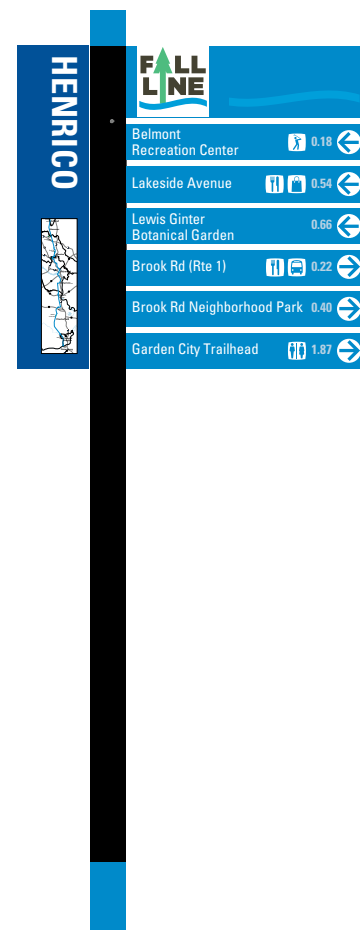 HENRICO
FALL
LINE
Belmont
Recreation Center 0.18
Lakeside Avenue 0.54
Lewis Ginter
Botanical Garden 0.66
Brook Rd (Rte 1) 0.22
Brook Rd Neighborhood Park 0.40
Garden City Trailhead 1.87